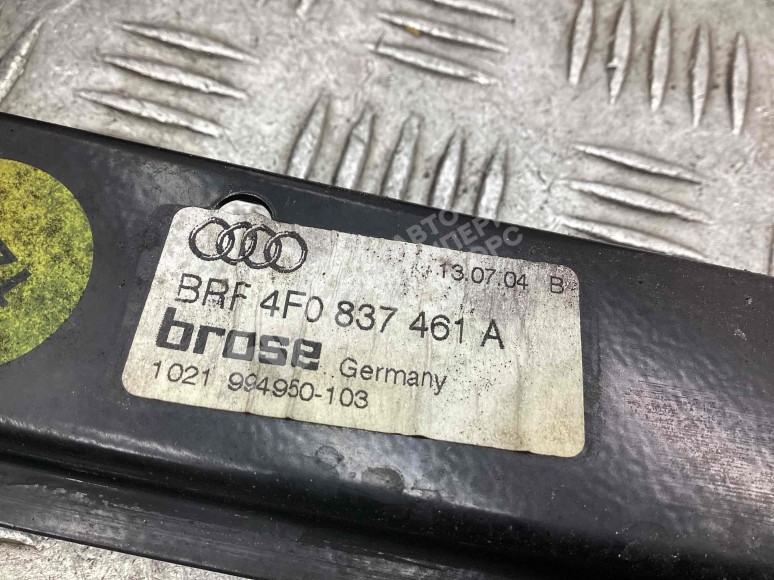 13.07.04 B
BRF 4F0 837 461 A
brose Germany
1021 994950-103